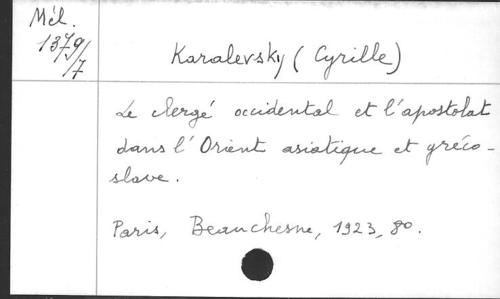 Mél.
1379/7
Karalevsky (Cyrille)
Le clergé occidental et l'apostolat
dans l'Orient asiatique et gréco-
slave.
Paris, Beauchesne, 1923, 8o.